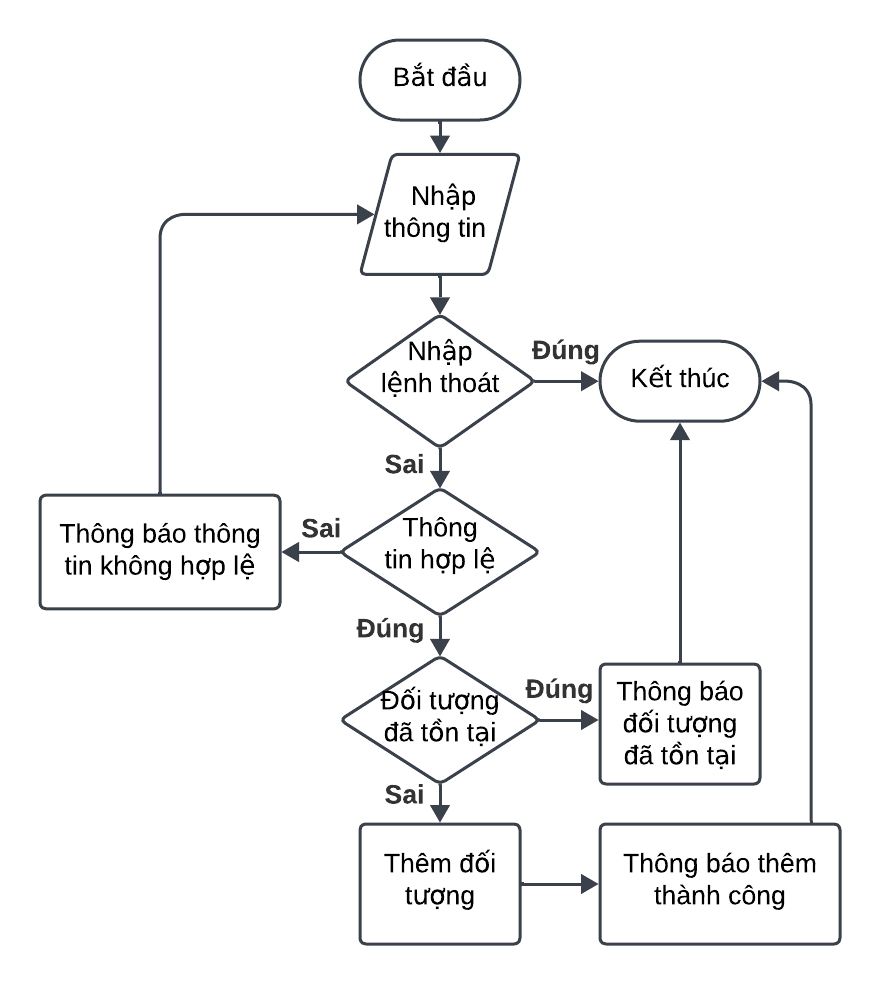 Bắt đầu
Nhập
thông tin
Nhập
lệnh thoát
Đúng
Kết thúc
Sai
Thông báo thông
tin không hợp lệ
Sai
Thông
tin hợp lệ
Đúng
Đối tượng
đã tồn tại
Đúng
Thông báo
đối tượng
đã tồn tại
Sai
Thêm đối
tượng
Thông báo thêm
thành công